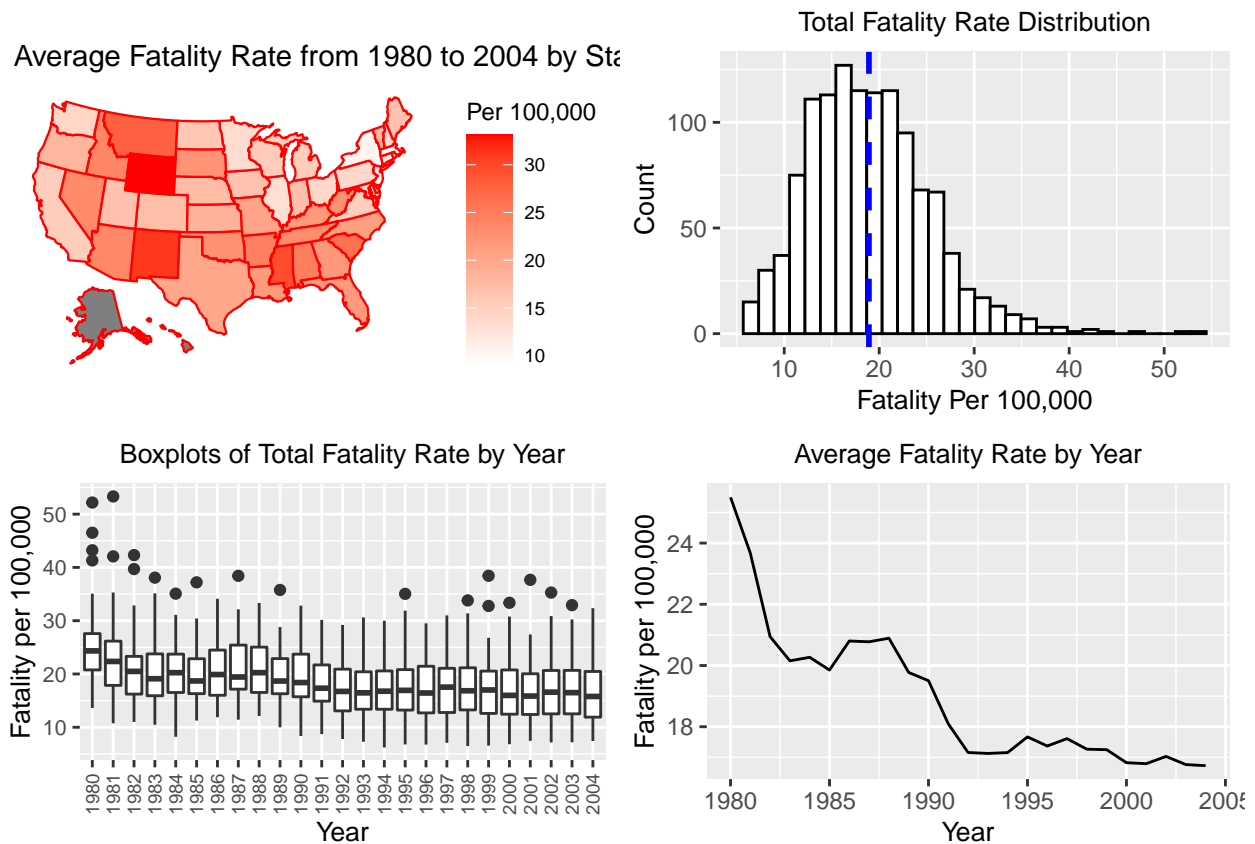 Average Fatality Rate from 1980 to 2004 by Sta
Per 100,000
30
25
20
15
10
Total Fatality Rate Distribution
Count
100
50
0
10 20 30 40 50
Fatality Per 100,000
Boxplots of Total Fatality Rate by Year
Fatality per 100,000
50
40
30
20
10
1980 1981 1982 1983 1984 1985 1986 1987 1988 1989 1990 1991 1992 1993 1994 1995 1996 1997 1998 1999 2000 2001 2002 2003 2004
Year
Average Fatality Rate by Year
Fatality per 100,000
24
22
20
18
1980 1985 1990 1995 2000 2005
Year